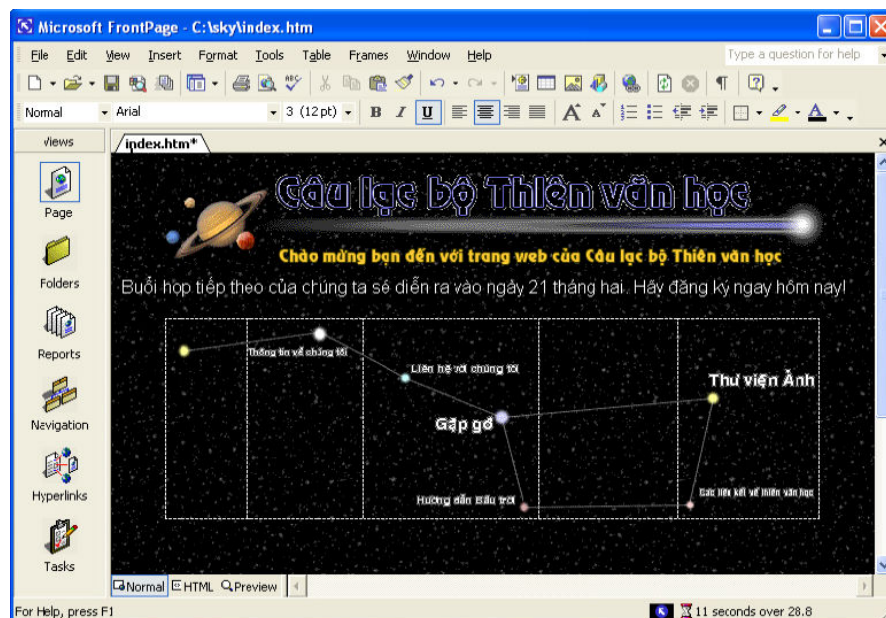 Microsoft FrontPage - C:\sky\index.htm
File Edit View Insert Format Tools Table Frames Window Help Type a question for help
Normal Arial 3 (12pt) B I U A A A
Views index.htm*
Page
Folders
Reports
Navigation
Hyperlinks
Tasks
Câu lạc bộ Thiên văn học
Chào mừng bạn đến với trang web của Câu lạc bộ Thiên văn học
Buổi họp tiếp theo của chúng ta sẽ diễn ra vào ngày 21 tháng hai. Hãy đăng ký ngay hôm nay!
Thông tin về chúng tôi
Liên hệ với chúng tôi
Thư viện Ảnh
Gặp gỡ
Hướng dẫn Bầu trời
Các liên kết về thiên văn học
Normal HTML Preview
For Help, press F1 11 seconds over 28.8